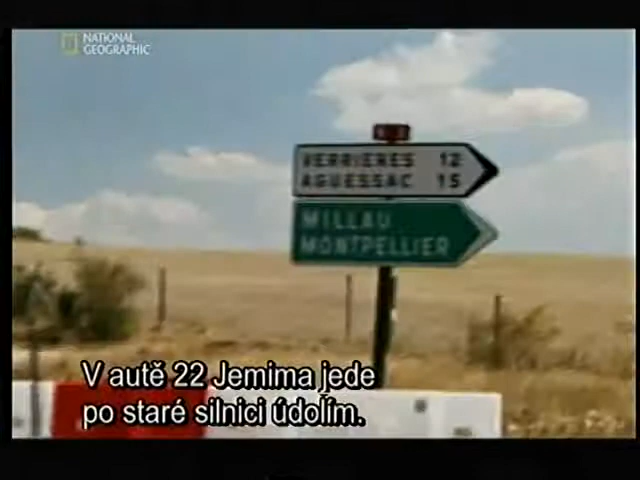 NATIONAL
GEOGRAPHIC
VERRIERES 12
AGUESSAC 15
MILLAU
MONTPELLIER
V autě 22 Jemima jede
po staré silnici údolím.